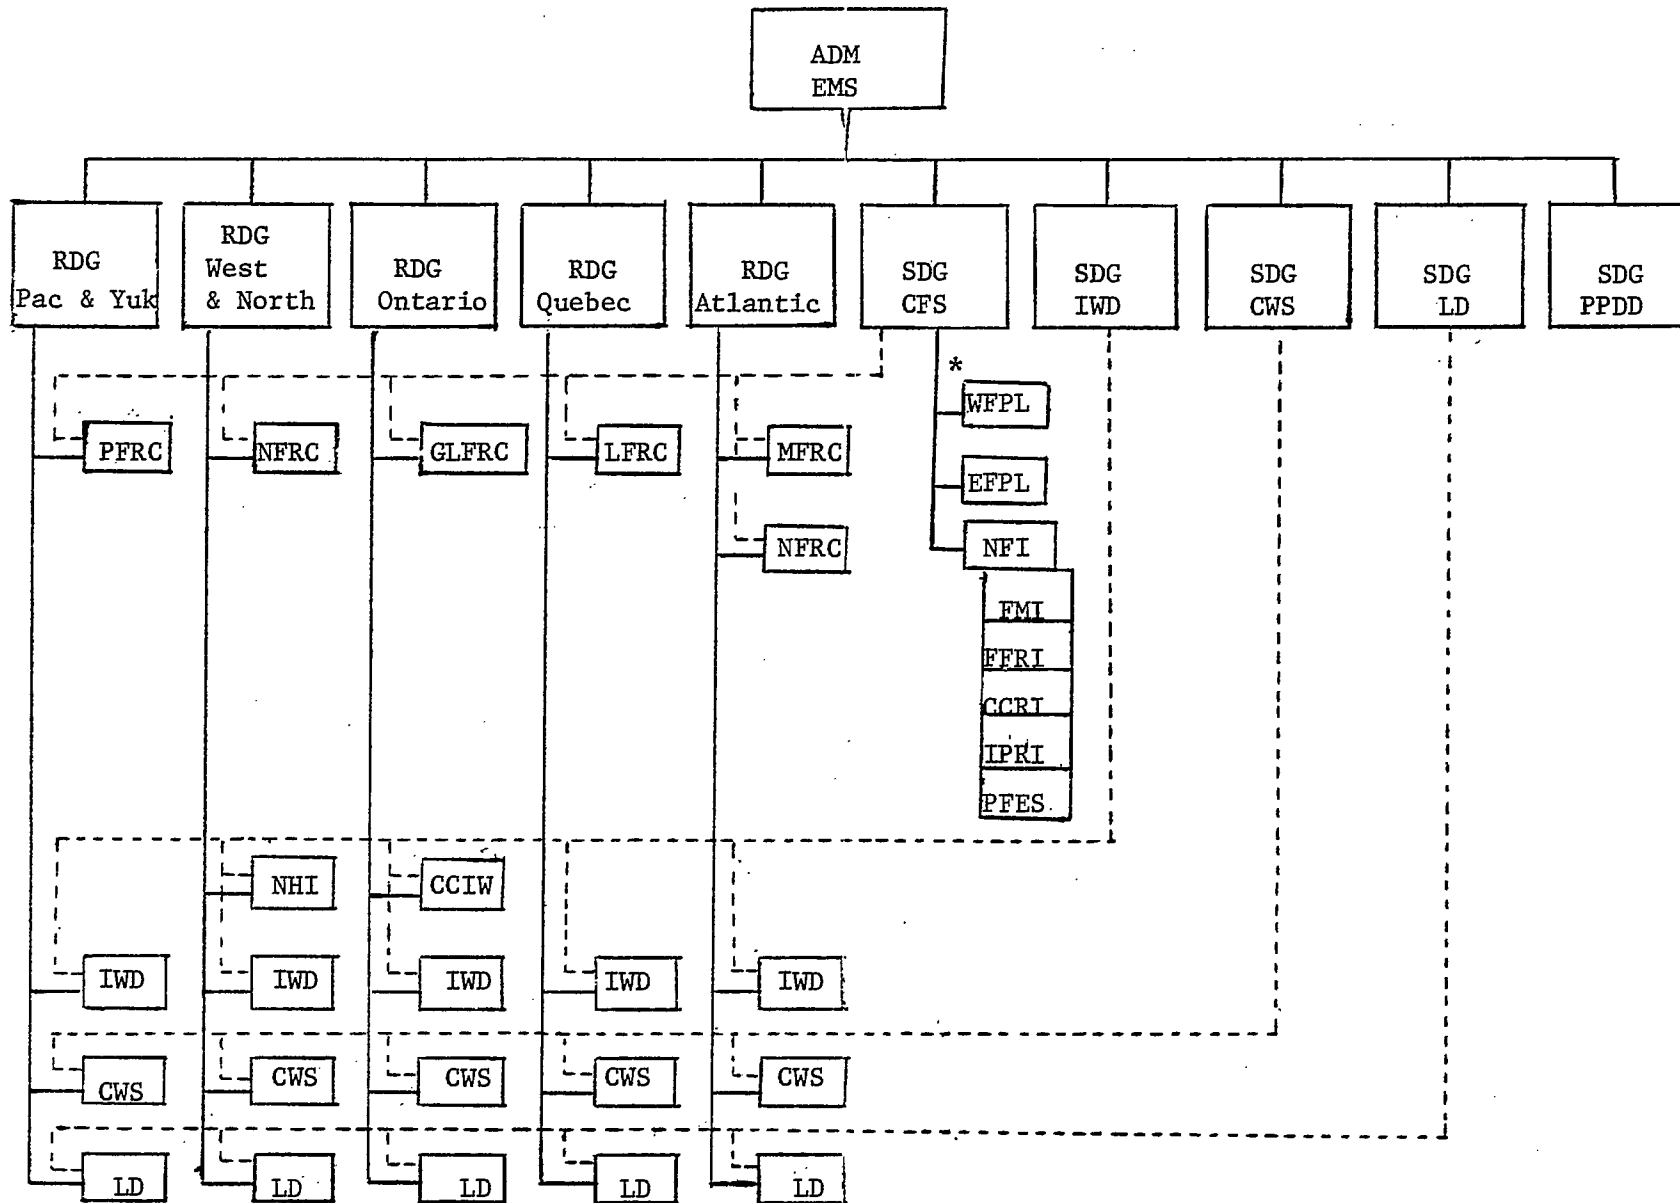 ADM
EMS
RDG
Pac & Yuk
RDG
West
& North
RDG
Ontario
RDG
Quebec
RDG
Atlantic
SDG
CFS
SDG
IWD
SDG
CWS
SDG
LD
SDG
PPDD
*
WFPL
PFRC
NFRC
GLFRC
LFRC
MFRC
EFPL
NFRC
NFI
FMI
FFRI
CCRI
IPRI
PFES
NHI
CCIW
IWD
IWD
IWD
IWD
IWD
CWS
CWS
CWS
CWS
CWS
LD
LD
LD
LD
LD